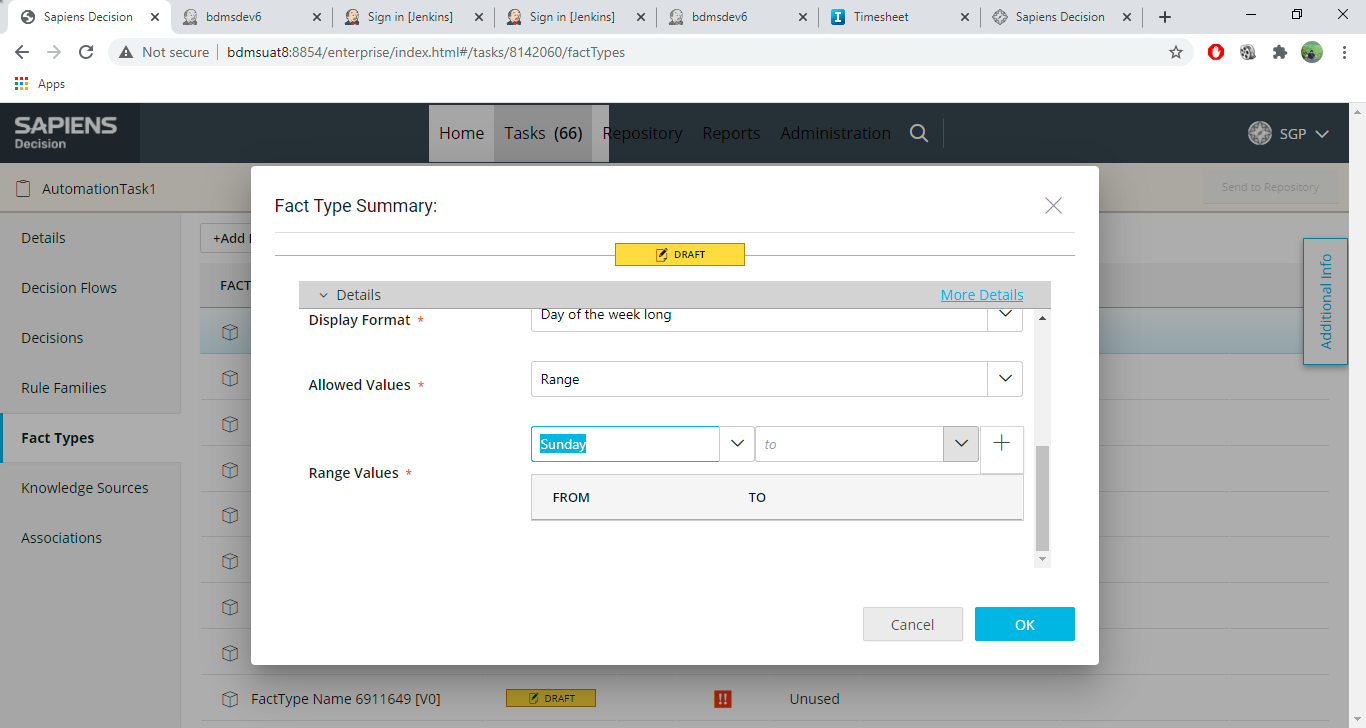 Sapiens Decision
bdmsdev6
Sign in [Jenkins]
Sign in [Jenkins]
bdmsdev6
Timesheet
Sapiens Decision
Not secure
bdmsuat8:8854/enterprise/index.html#/tasks/8142060/factTypes
Apps
SAPIENS
Decision
Home
Tasks (66)
Repository
Reports
Administration
SGP
AutomationTask1
Send to Repository
Details
Decision Flows
Decisions
Rule Families
Fact Types
Knowledge Sources
Associations
+Add
FACT
Additional Info
Fact Type Summary:
DRAFT
Details
More Details
Display Format *
Day of the week long
Allowed Values *
Range
Range Values *
Sunday
to
FROM
TO
Cancel
OK
FactType Name 6911649 [V0]
DRAFT
!!
Unused